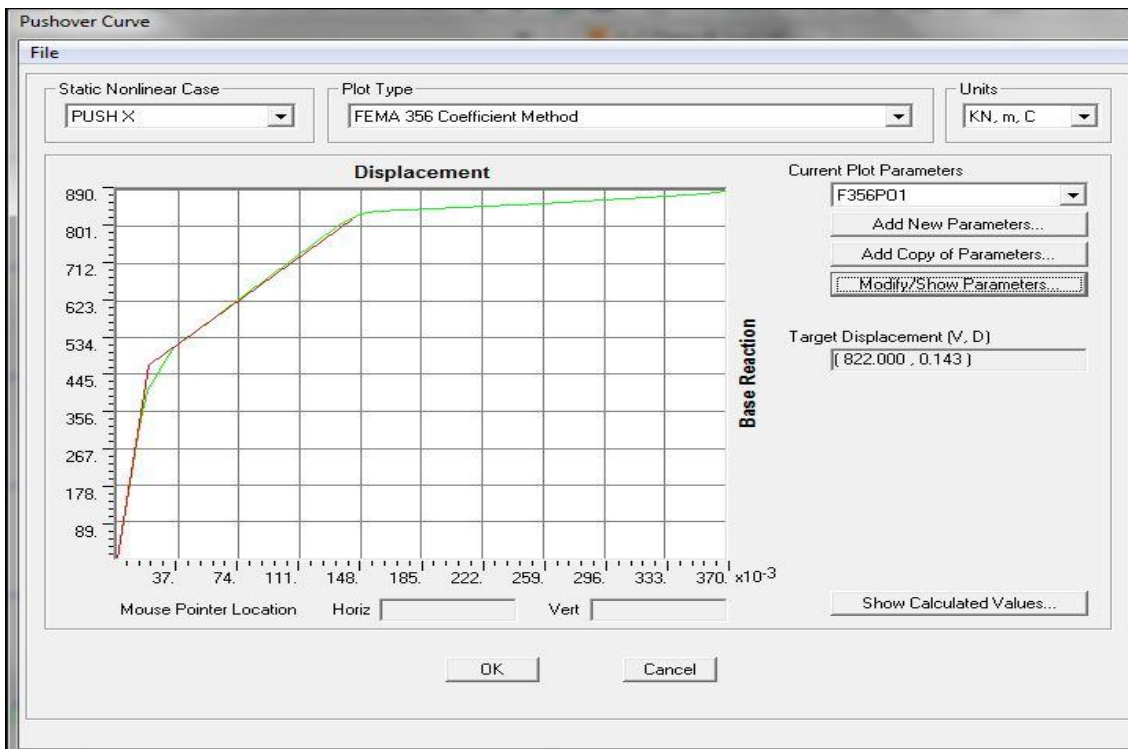 Pushover Curve
File
Static Nonlinear Case
PUSH X
Plot Type
FEMA 356 Coefficient Method
Units
KN, m, C
Displacement
890.
801.
712.
623.
534.
445.
356.
267.
178.
89.
37. 74. 111. 148. 185. 222. 259. 296. 333. 370. x10-3
Base Reaction
Mouse Pointer Location Horiz Vert
Current Plot Parameters
F356PO1
Add New Parameters...
Add Copy of Parameters...
Modify/Show Parameters...
Target Displacement (V, D)
( 822.000 , 0.143 )
Show Calculated Values...
OK Cancel